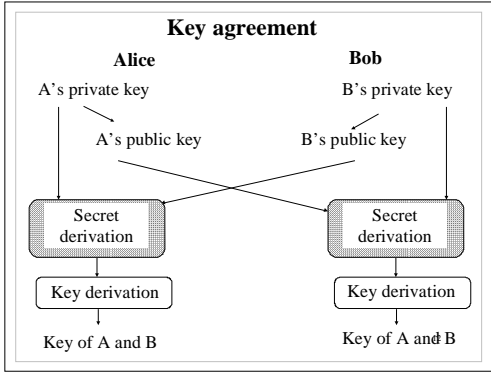 Key agreement
Alice
Bob
A's private key
B's private key
A's public key
B's public key
Secret
derivation
Secret
derivation
Key derivation
Key derivation
Key of A and B
Key of A and B